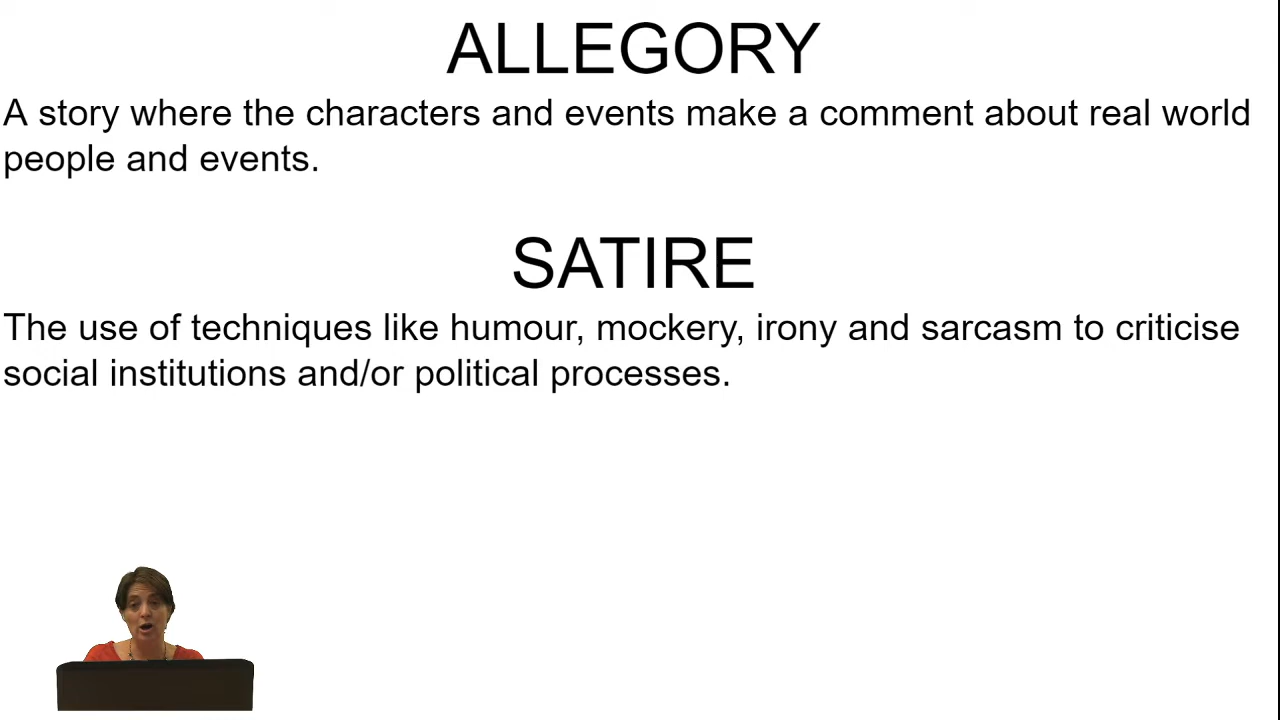 ALLEGORY
A story where the characters and events make a comment about real world
people and events.
SATIRE
The use of techniques like humour, mockery, irony and sarcasm to criticise
social institutions and/or political processes.